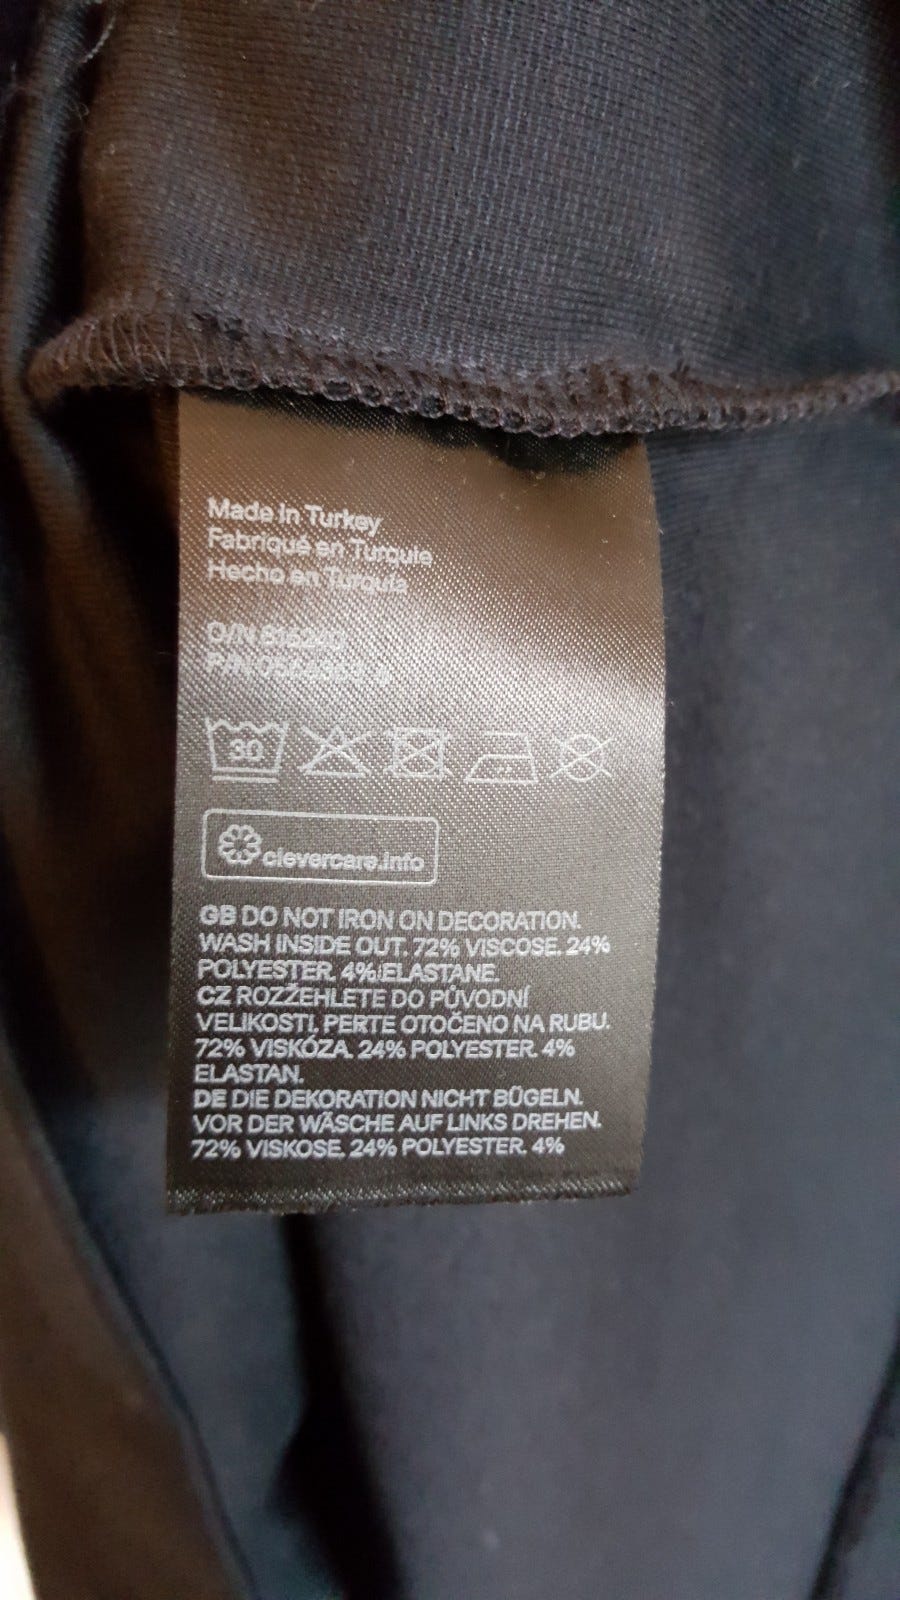 Made In Turkey
Fabriqué en Turquie
Hecho en Turquía
O/N
P/N
30
clevercare.info
GB DO NOT IRON ON DECORATION.
WASH INSIDE OUT. 72% VISCOSE. 24%
POLYESTER. 4% ELASTANE.
CZ ROZŽEHLETE DO PŮVODNÍ
VELIKOSTI, PERTE OTOČENO NA RUBU.
72% VISKÓZA. 24% POLYESTER. 4%
ELASTAN.
DE DIE DEKORATION NICHT BÜGELN.
VOR DER WÄSCHE AUF LINKS DREHEN.
72% VISKOSE. 24% POLYESTER. 4%